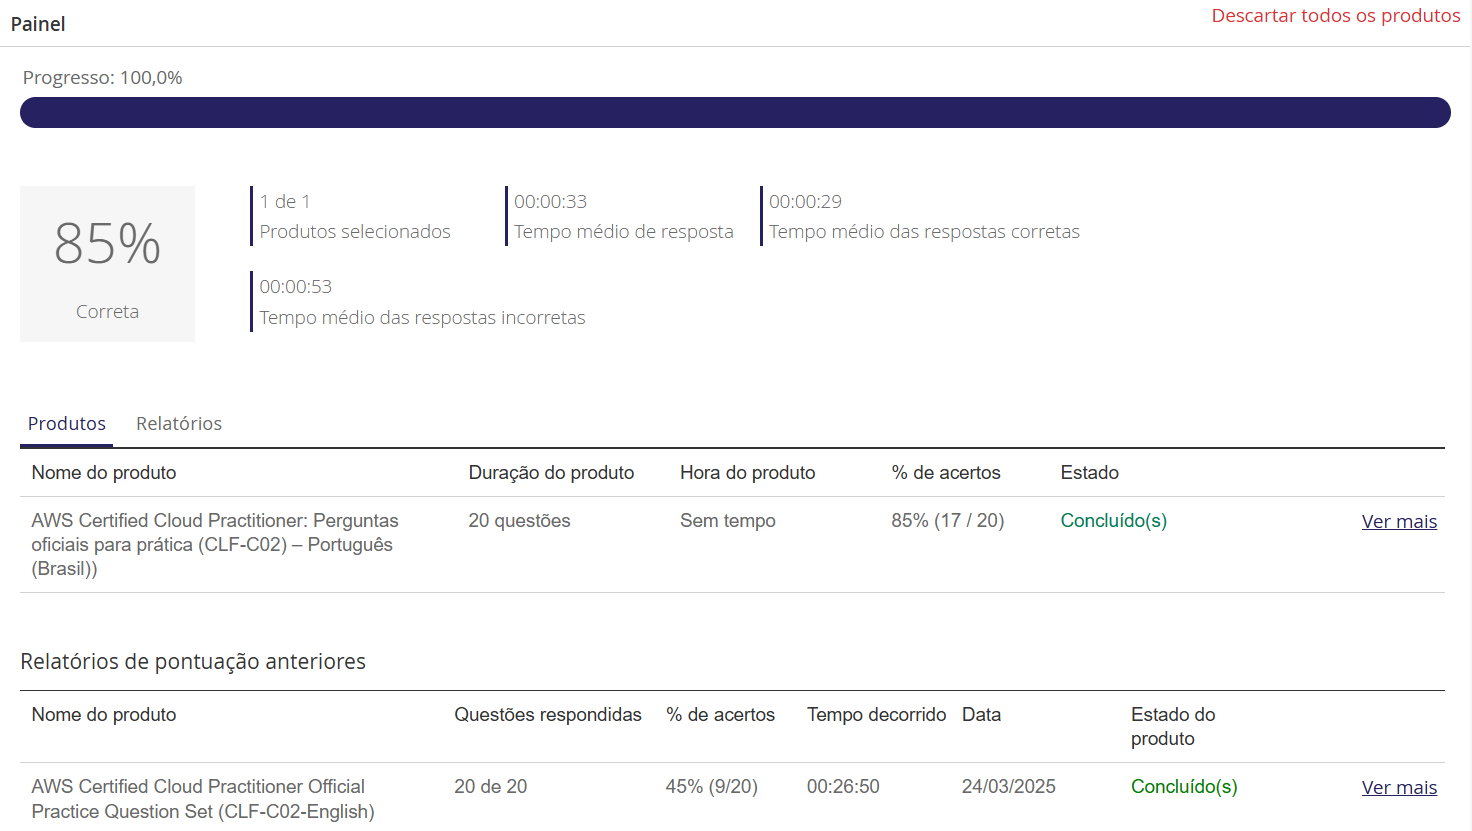 Painel
Descartar todos os produtos
Progresso: 100,0%
85%
Correta
1 de 1
Produtos selecionados
00:00:33
Tempo médio de resposta
00:00:29
Tempo médio das respostas corretas
00:00:53
Tempo médio das respostas incorretas
Produtos Relatórios
Nome do produto Duração do produto Hora do produto % de acertos Estado
AWS Certified Cloud Practitioner: Perguntas 20 questões Sem tempo 85% (17 / 20) Concluído(s) Ver mais
oficiais para prática (CLF-C02) – Português
(Brasil))
Relatórios de pontuação anteriores
Nome do produto Questões respondidas % de acertos Tempo decorrido Data Estado do
produto
AWS Certified Cloud Practitioner Official 20 de 20 45% (9/20) 00:26:50 24/03/2025 Concluído(s) Ver mais
Practice Question Set (CLF-C02-English)